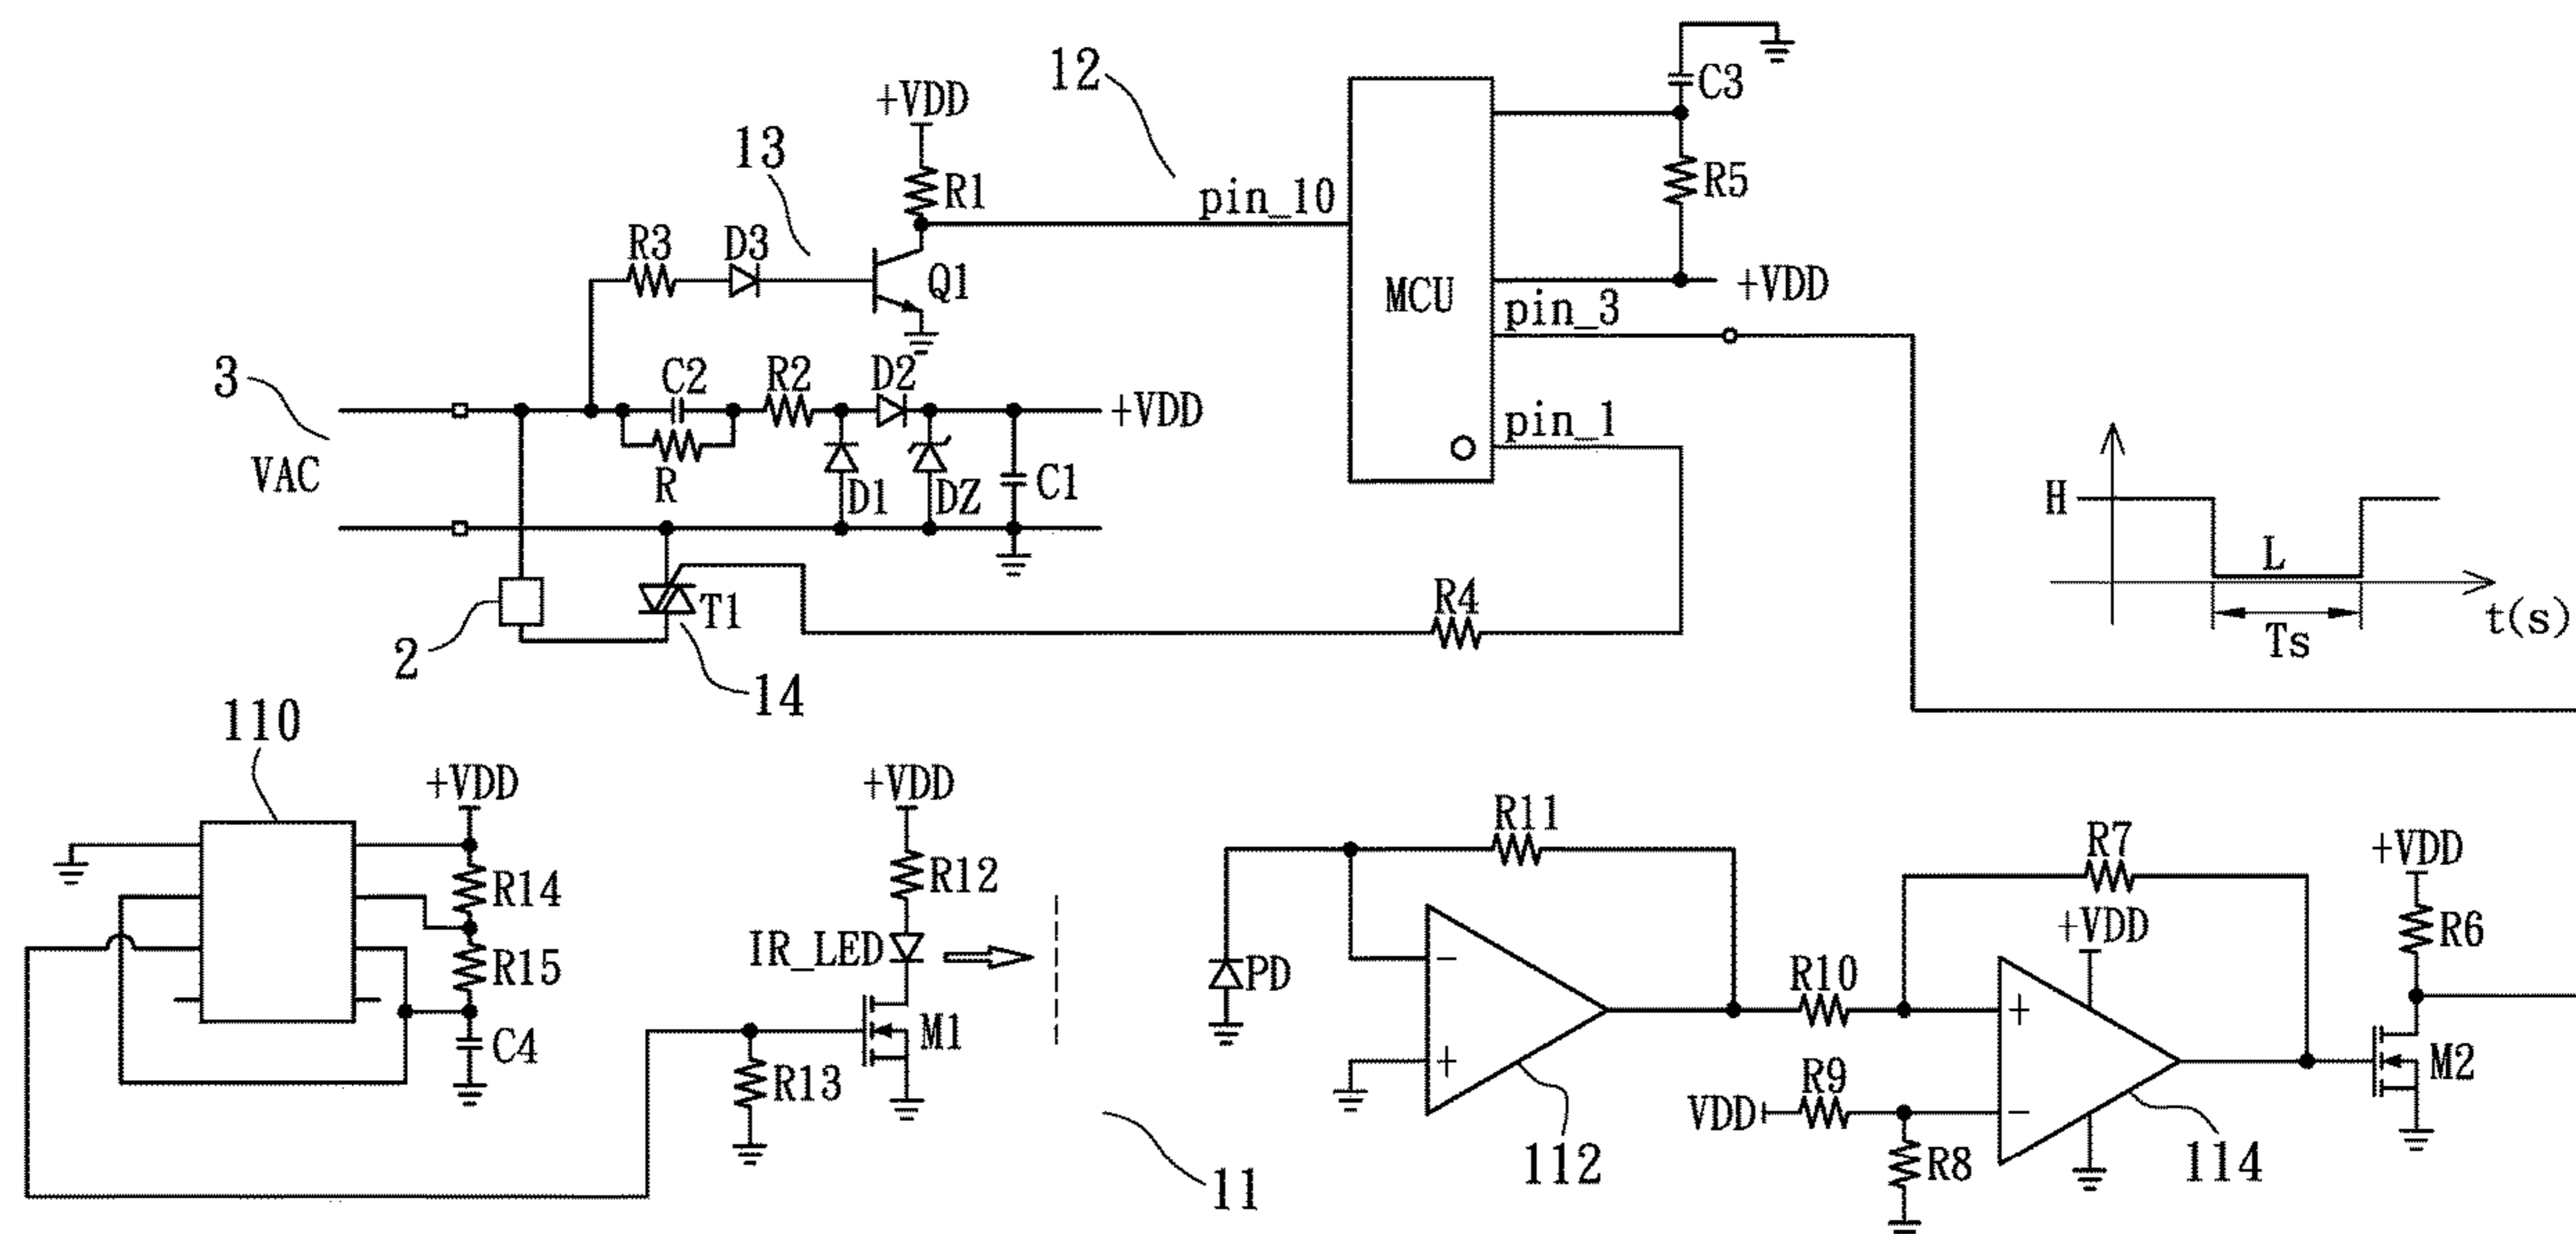 12
C3
+VDD
13
R1
pin_10
R5
R3
D3
Q1
MCU
+VDD
pin_3
3
C2
R2
D2
+VDD
pin_1
VAC
R
D1
DZ
C1
H
L
2
T1
R4
Ts
t(s)
14
110
+VDD
+VDD
R11
R7
+VDD
R14
R12
+VDD
R6
R15
IR_LED
PD
−
R10
+
C4
M1
+
R9
M2
R13
VDD
−
112
R8
114
11